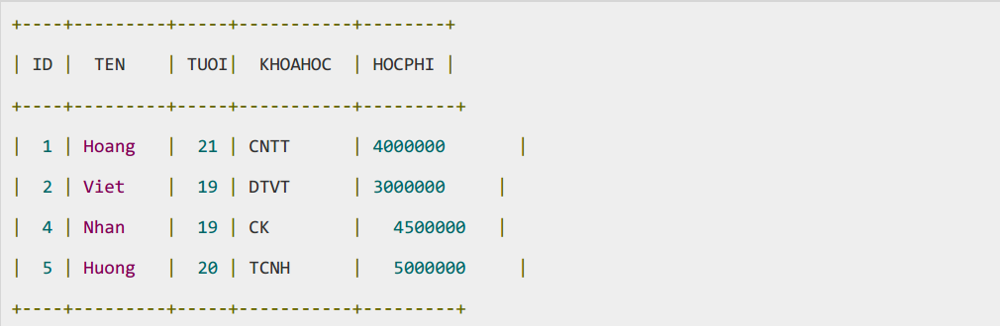 +----+---------+-----+-----------+--------+
| ID |  TEN    | TUOI|  KHOAHOC  | HOCPHI |
+----+---------+-----+-----------+---------+
|  1 | Hoang   |  21 | CNTT      | 4000000       |
|  2 | Viet    |  19 | DTVT      | 3000000     |
|  4 | Nhan    |  19 | CK        |   4500000   |
|  5 | Huong   |  20 | TCNH      |   5000000     |
+----+---------+-----+-----------+---------+